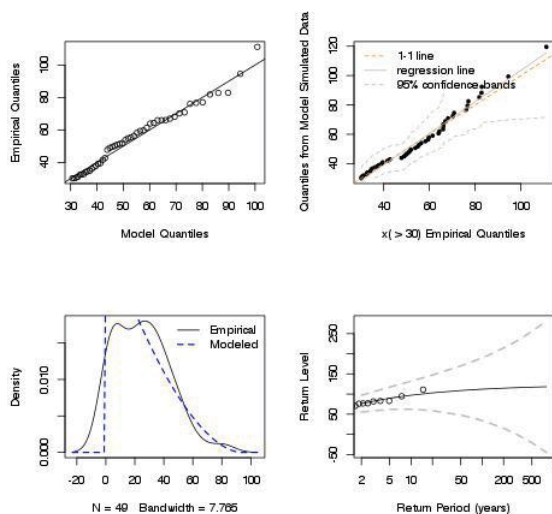 Empirical Quantiles
100
80
60
40
30 40 50 60 70 80 90 100
Model Quantiles
Quantiles from Model Simulated Data
120
100
80
60
40
1-1 line
regression line
95% confidence bands
40 60 80 100
x( > 30) Empirical Quantiles
Density
0.010
0.000
Empirical
Modeled
-20 0 20 40 60 80 100
N = 49 Bandwidth = 7.765
Return Level
250
150
50
-50
2 5 10 50 100 500
Return Period (years)